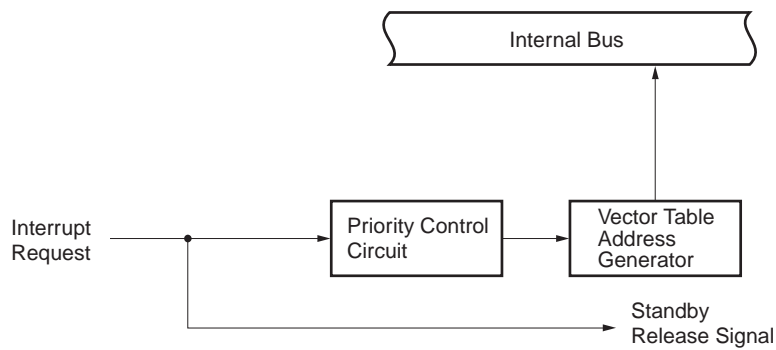 Internal Bus
Interrupt
Request
Priority Control
Circuit
Vector Table
Address
Generator
Standby
Release Signal